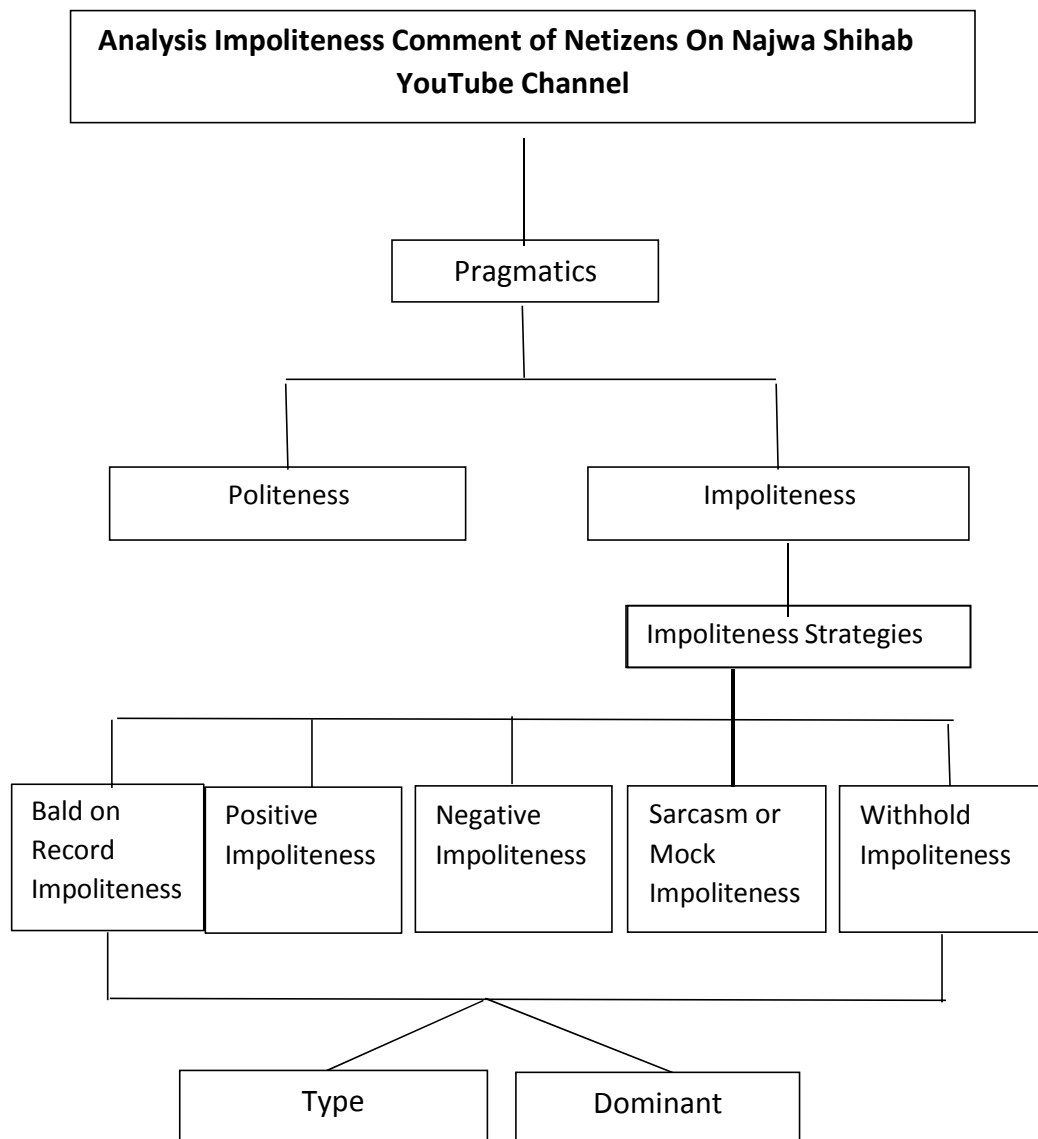 Analysis Impoliteness Comment of Netizens On Najwa Shihab
YouTube Channel
Pragmatics
Politeness
Impoliteness
Impoliteness Strategies
Bald on
Record
Impoliteness
Positive
Impoliteness
Negative
Impoliteness
Sarcasm or
Mock
Impoliteness
Withhold
Impoliteness
Type
Dominant